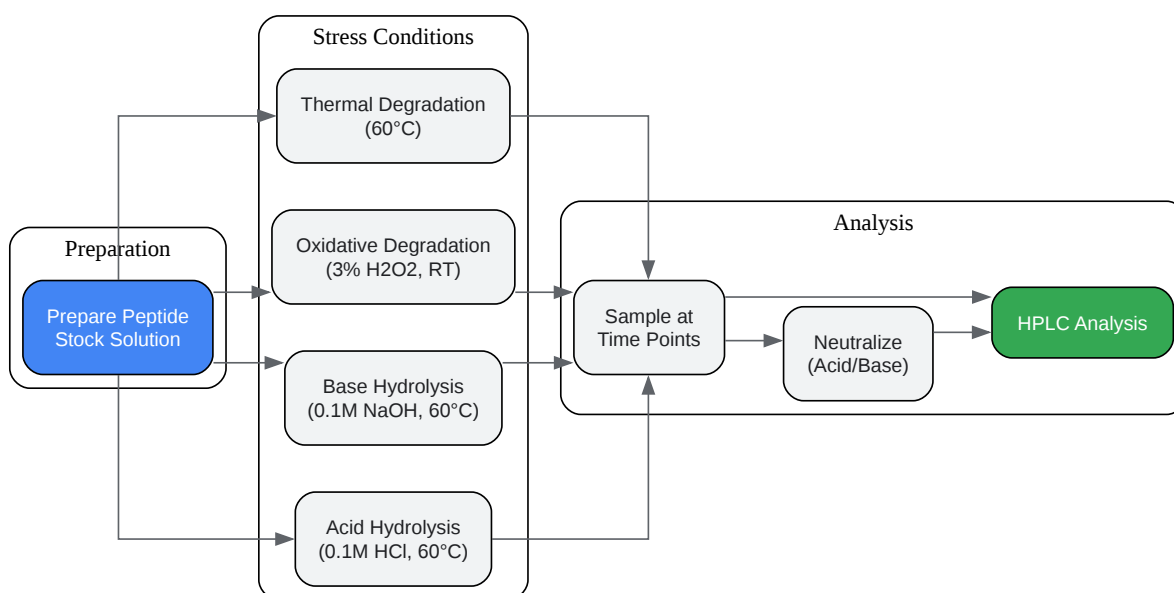 Stress Conditions
Thermal Degradation
(60°C)
Oxidative Degradation
(3% H2O2, RT)
Base Hydrolysis
(0.1M NaOH, 60°C)
Acid Hydrolysis
(0.1M HCl, 60°C)
Preparation
Prepare Peptide
Stock Solution
Analysis
Sample at
Time Points
Neutralize
(Acid/Base)
HPLC Analysis